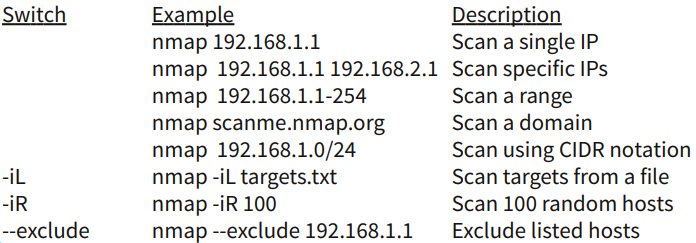 Switch Example Description
nmap 192.168.1.1 Scan a single IP
nmap 192.168.1.1 192.168.2.1 Scan specific IPs
nmap 192.168.1.1-254 Scan a range
nmap scanme.nmap.org Scan a domain
nmap 192.168.1.0/24 Scan using CIDR notation
-iL nmap -iL targets.txt Scan targets from a file
-iR nmap -iR 100 Scan 100 random hosts
--exclude nmap --exclude 192.168.1.1 Exclude listed hosts